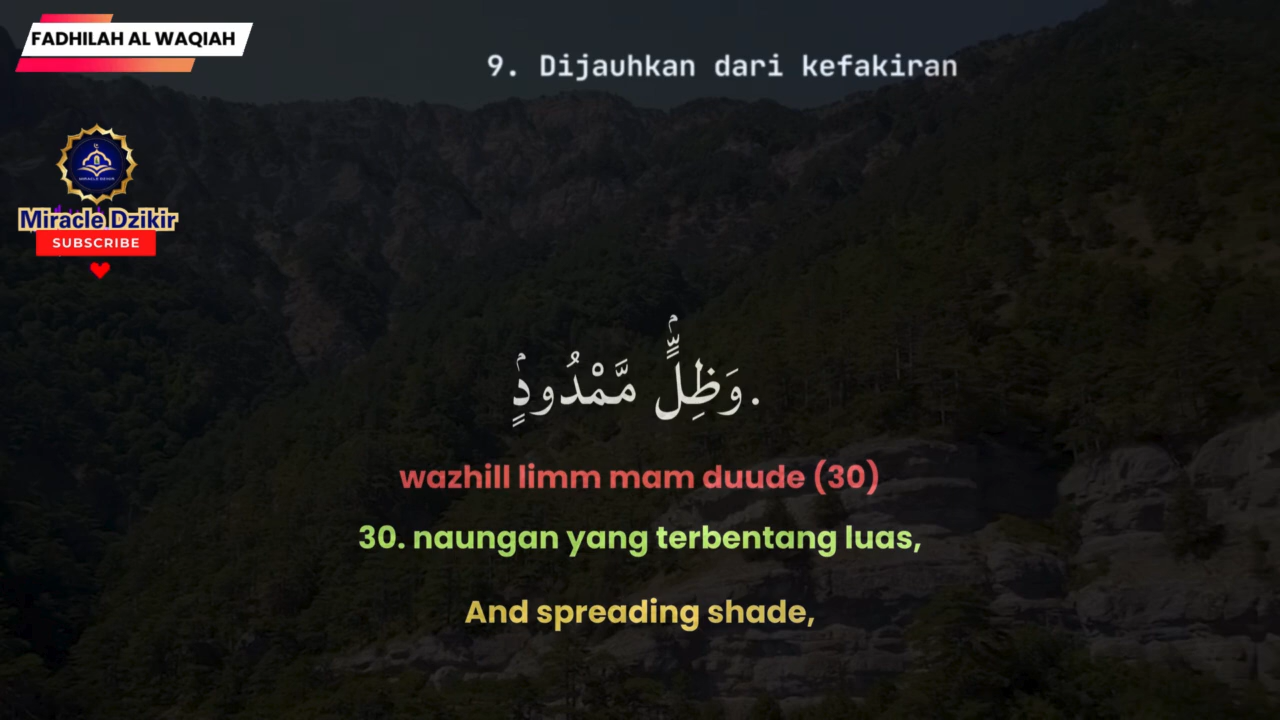 FADHILAH AL WAQIAH
9. Dijauhkan dari kefakiran
Miracle Dzikir
SUBSCRIBE
وَظِلٍّۢ مَّمْدُودٍۢ.
wazhill limm mam duude (30)
30. naungan yang terbentang luas,
And spreading shade,